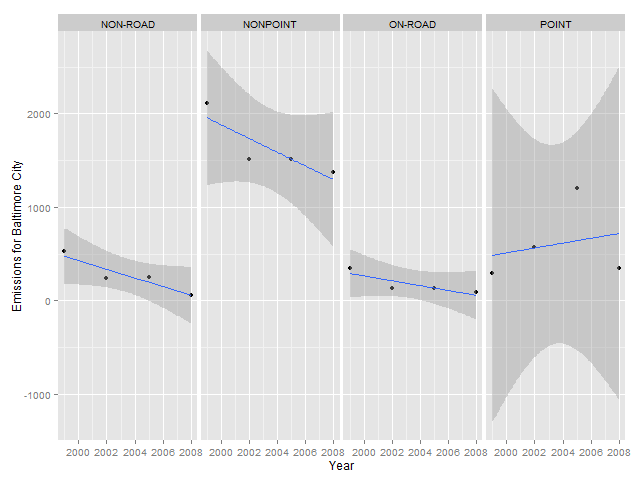 NON-ROAD NONPOINT ON-ROAD POINT
Emissions for Baltimore City
2000
1000
0
-1000
2000 2002 2004 2006 2008 2000 2002 2004 2006 2008 2000 2002 2004 2006 2008 2000 2002 2004 2006 2008
Year